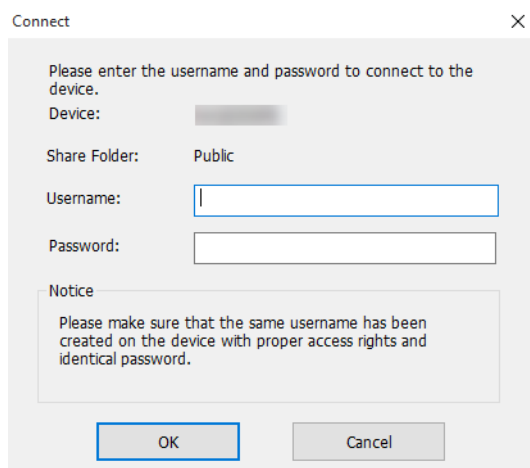 Connect
Please enter the username and password to connect to the
device.
Device:
Share Folder: Public
Username:
Password:
Notice
Please make sure that the same username has been
created on the device with proper access rights and
identical password.
OK Cancel